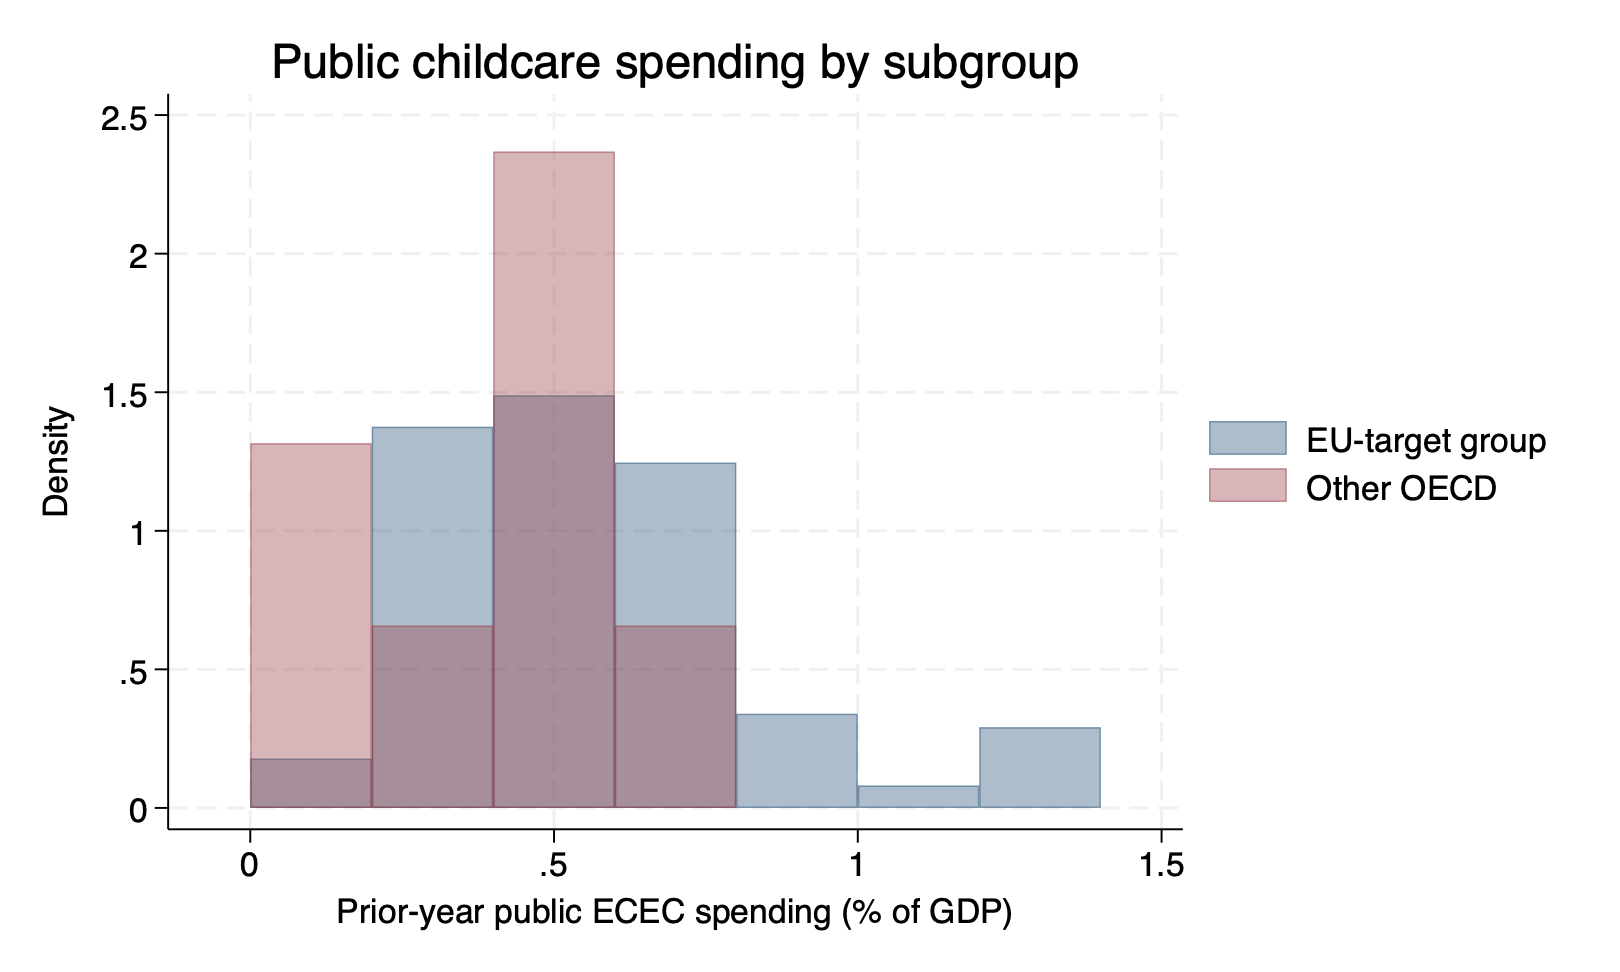 Public childcare spending by subgroup
Density
2.5
2
1.5
1
.5
0
0 .5 1 1.5
Prior-year public ECEC spending (% of GDP)
EU-target group
Other OECD